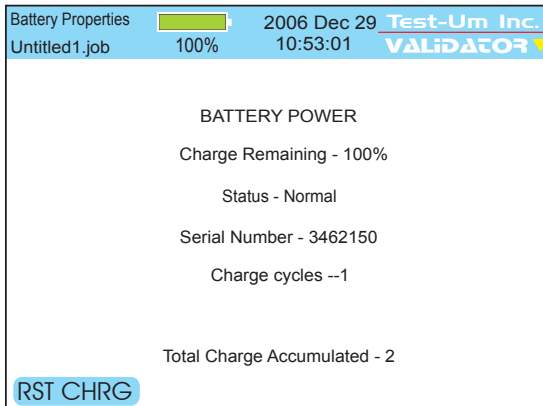 Battery Properties 2006 Dec 29 Test-Um Inc.
Untitled1.job 100% 10:53:01 VALIDATOR
BATTERY POWER
Charge Remaining - 100%
Status - Normal
Serial Number - 3462150
Charge cycles --1
Total Charge Accumulated - 2
RST CHRG